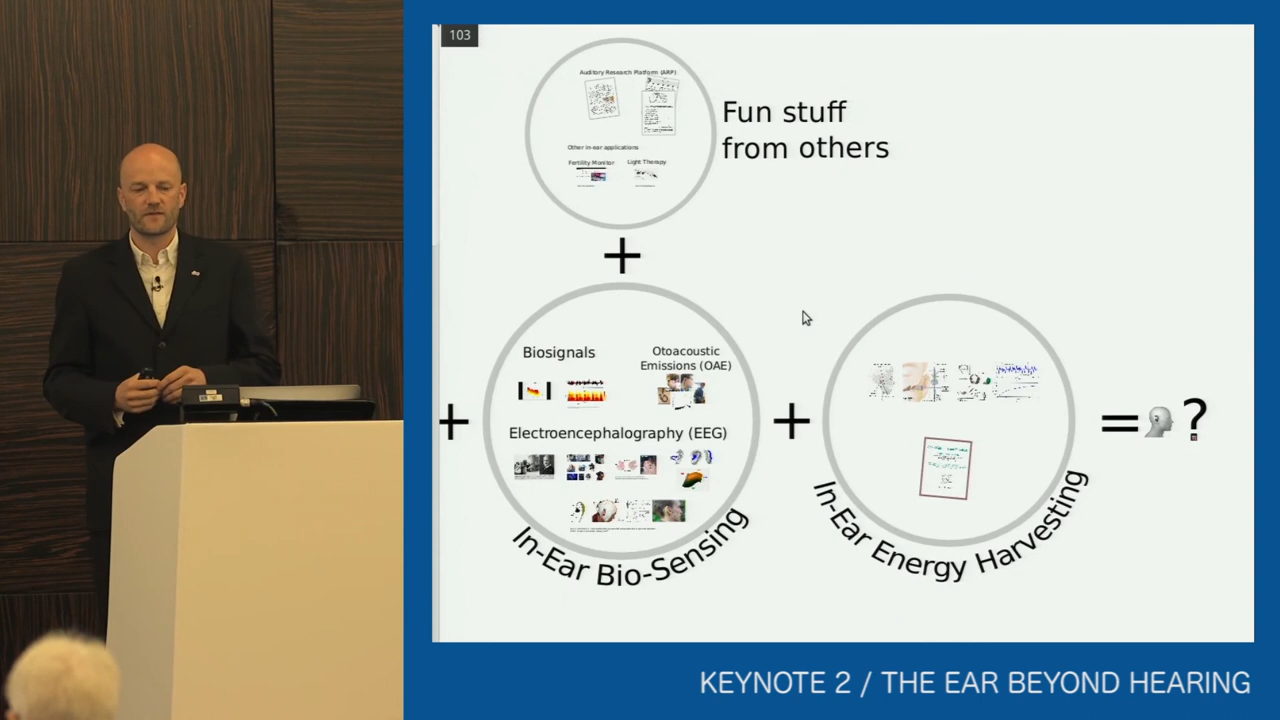 103
Auditory Research Platform (ARP)
Fun stuff
from others
Other in-ear applications
Fertility Monitor
Light Therapy
+
Biosignals
Otoacoustic
Emissions (OAE)
Electroencephalography (EEG)
+
+
=
?
In-Ear Bio-Sensing
In-Ear Energy Harvesting
KEYNOTE 2 / THE EAR BEYOND HEARING